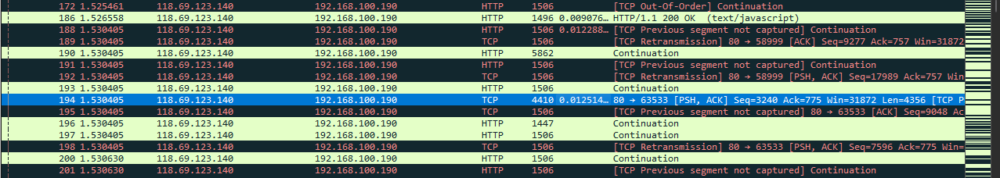 172 1.525461 118.69.123.140 192.168.100.190 HTTP 1506 [TCP Out-Of-Order] Continuation
186 1.526558 118.69.123.140 192.168.100.190 HTTP 1496 0.009076… HTTP/1.1 200 OK (text/javascript)
188 1.530405 118.69.123.140 192.168.100.190 HTTP 1506 0.012288… [TCP Previous segment not captured] Continuation
189 1.530405 118.69.123.140 192.168.100.190 TCP 1506 [TCP Retransmission] 80 → 58999 [ACK] Seq=9277 Ack=757 Win=31872
190 1.530405 118.69.123.140 192.168.100.190 HTTP 5862 Continuation
191 1.530405 118.69.123.140 192.168.100.190 HTTP 1506 [TCP Previous segment not captured] Continuation
192 1.530405 118.69.123.140 192.168.100.190 TCP 1506 [TCP Retransmission] 80 → 58999 [PSH, ACK] Seq=17989 Ack=757 Win
193 1.530405 118.69.123.140 192.168.100.190 HTTP 1506 Continuation
194 1.530405 118.69.123.140 192.168.100.190 TCP 4410 0.012514… 80 → 63533 [PSH, ACK] Seq=3240 Ack=775 Win=31872 Len=4356 [TCP P
195 1.530405 118.69.123.140 192.168.100.190 TCP 1506 [TCP Previous segment not captured] 80 → 63533 [ACK] Seq=9048 Ac
196 1.530405 118.69.123.140 192.168.100.190 HTTP 1447 Continuation
197 1.530405 118.69.123.140 192.168.100.190 HTTP 1506 Continuation
198 1.530405 118.69.123.140 192.168.100.190 TCP 1506 [TCP Retransmission] 80 → 63533 [PSH, ACK] Seq=7596 Ack=775 Win=
200 1.530630 118.69.123.140 192.168.100.190 HTTP 1506 Continuation
201 1.530630 118.69.123.140 192.168.100.190 HTTP 1506 [TCP Previous segment not captured] Continuation